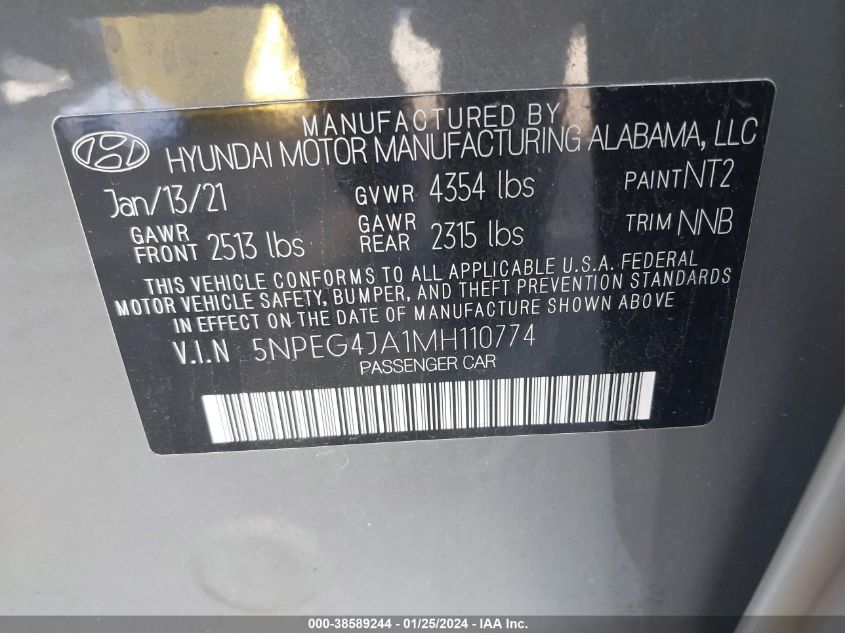 MANUFACTURED BY
HYUNDAI MOTOR MANUFACTURING ALABAMA, LLC
Jan/13/21 GVWR 4354 lbs PAINT NT2
GAWR FRONT 2513 lbs GAWR REAR 2315 lbs TRIM NNB
THIS VEHICLE CONFORMS TO ALL APPLICABLE U.S.A. FEDERAL
MOTOR VEHICLE SAFETY, BUMPER, AND THEFT PREVENTION STANDARDS
IN EFFECT ON THE DATE OF MANUFACTURE SHOWN ABOVE
V.I.N 5NPEG4JA1MH110774
PASSENGER CAR
000-38589244 - 01/25/2024 - IAA Inc.